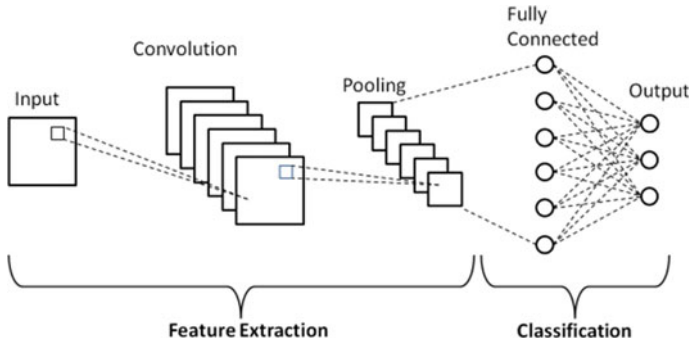 Input
Convolution
Pooling
Fully
Connected
Output
Feature Extraction
Classification